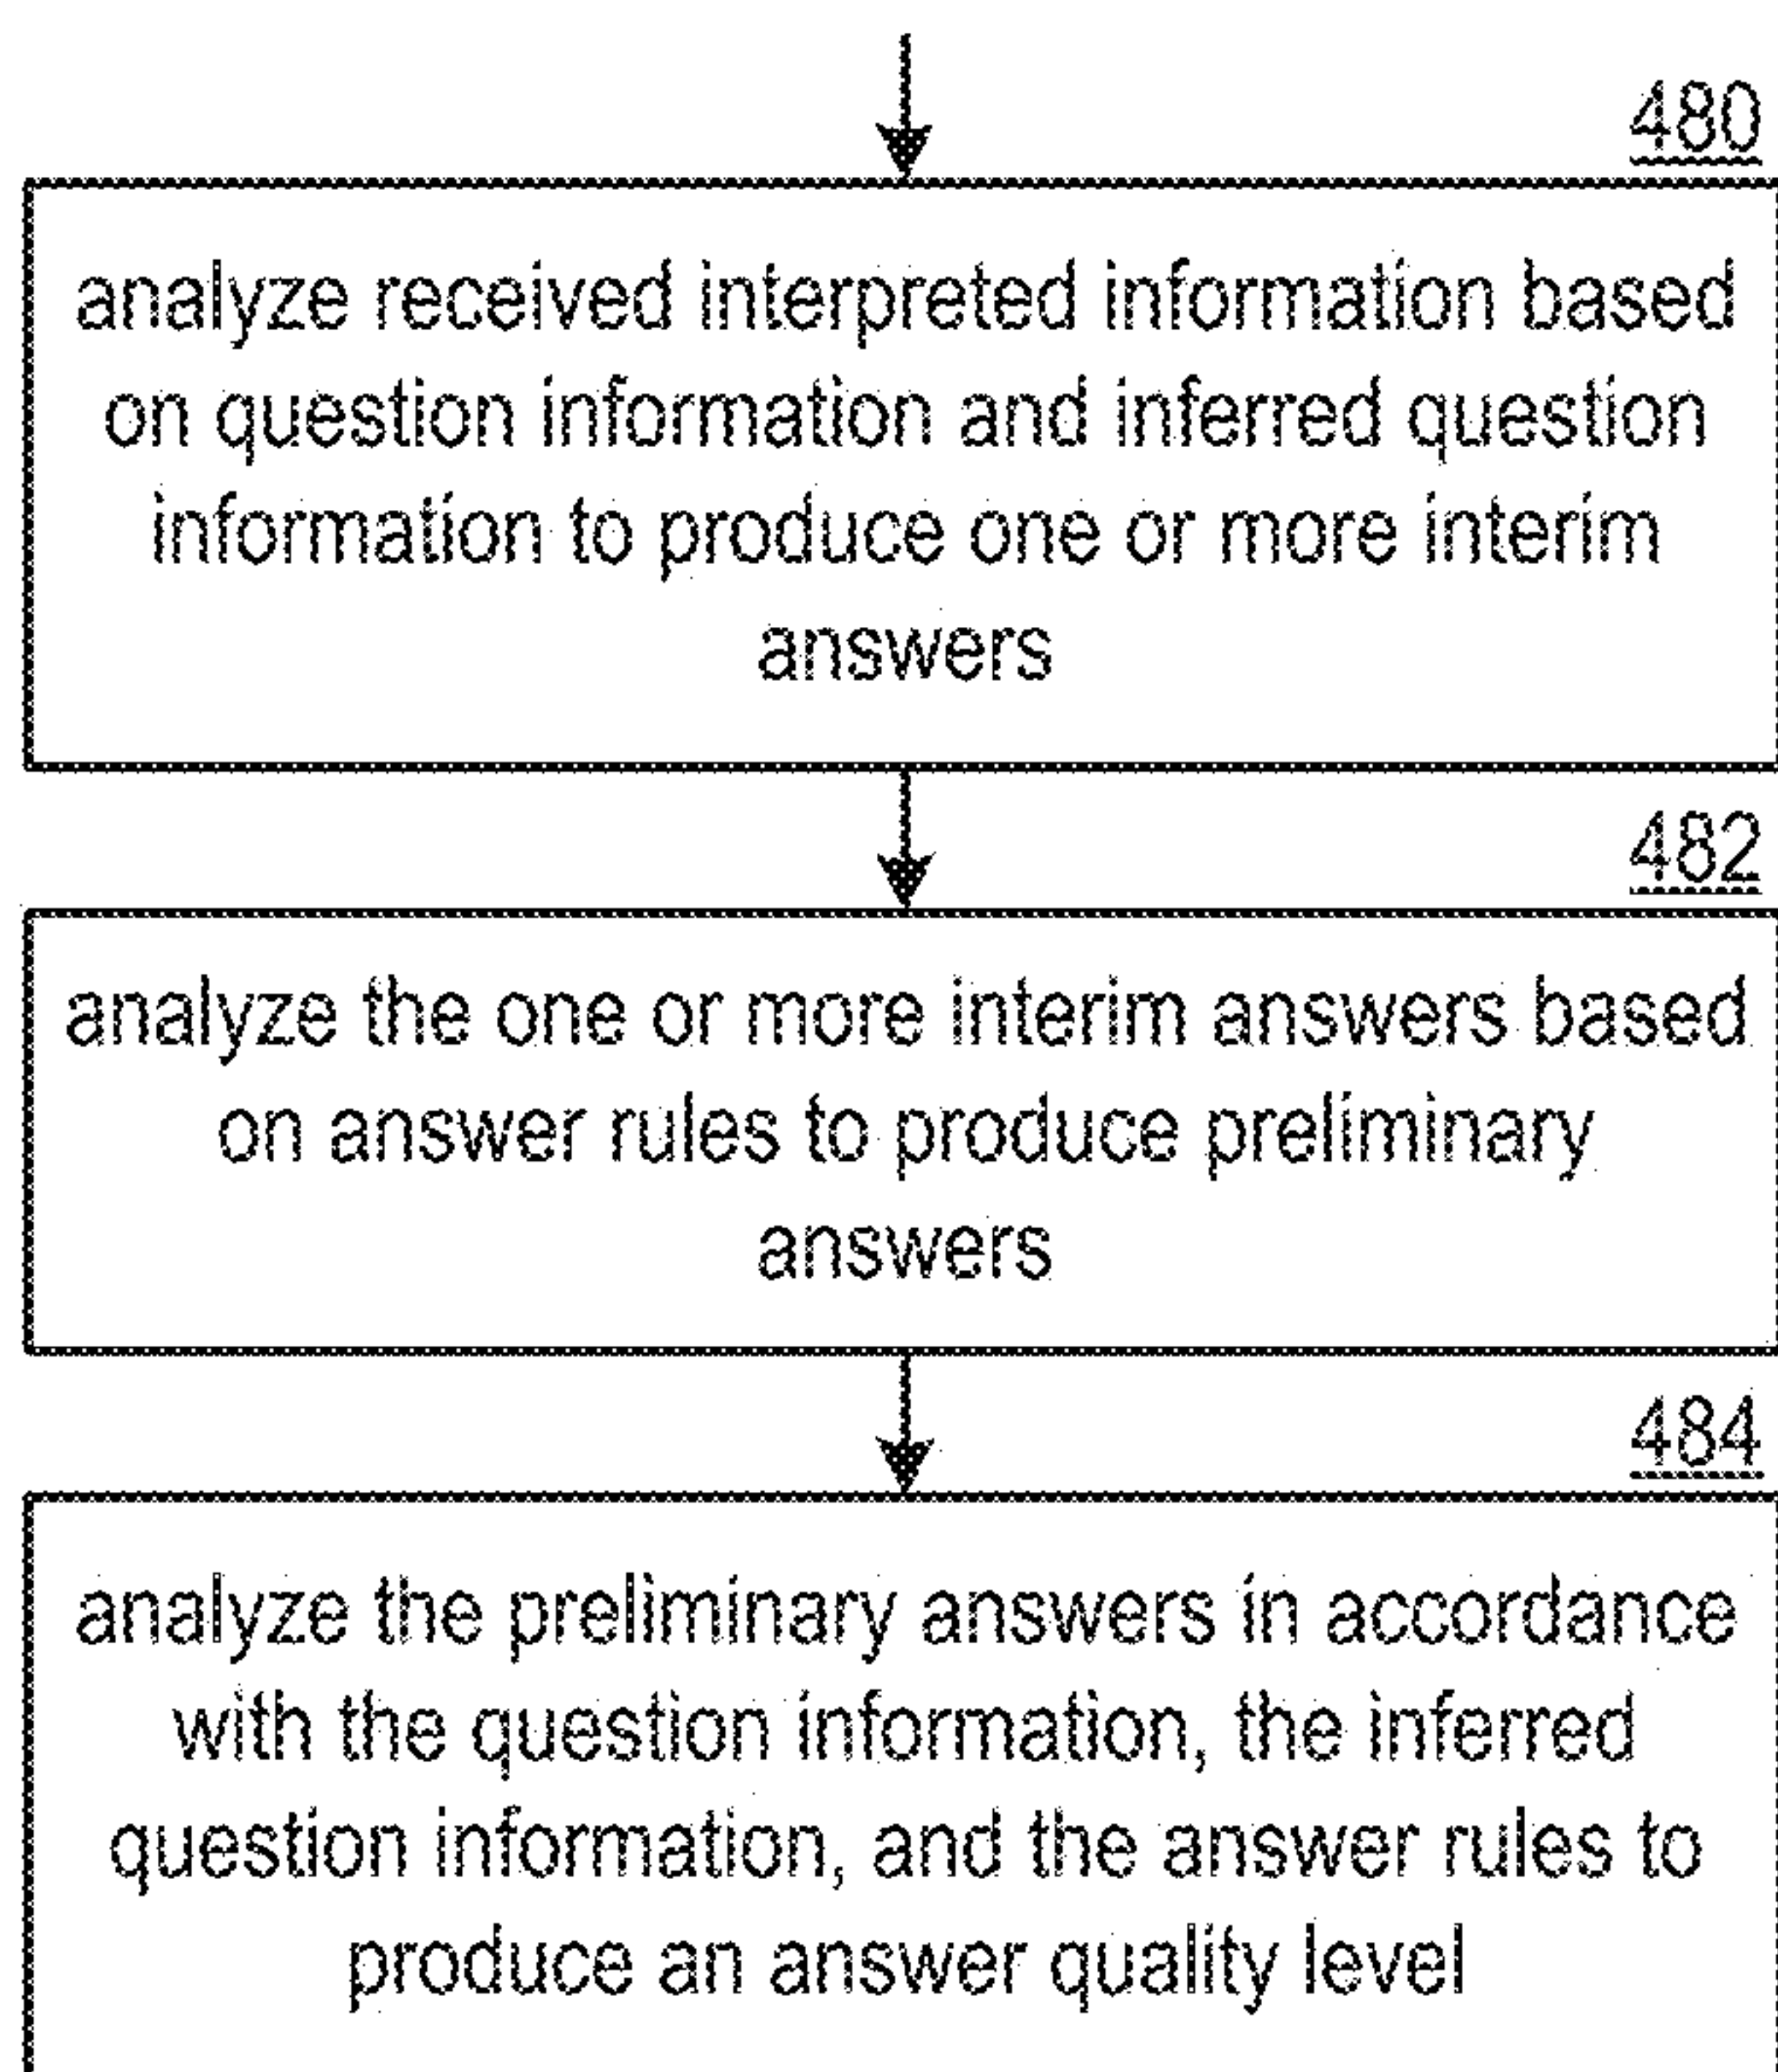 480
analyze received interpreted information based
on question information and inferred question
information to produce one or more interim
answers
482
analyze the one or more interim answers based
on answer rules to produce preliminary
answers
484
analyze the preliminary answers in accordance
with the question information, the inferred
question information, and the answer rules to
produce an answer quality level